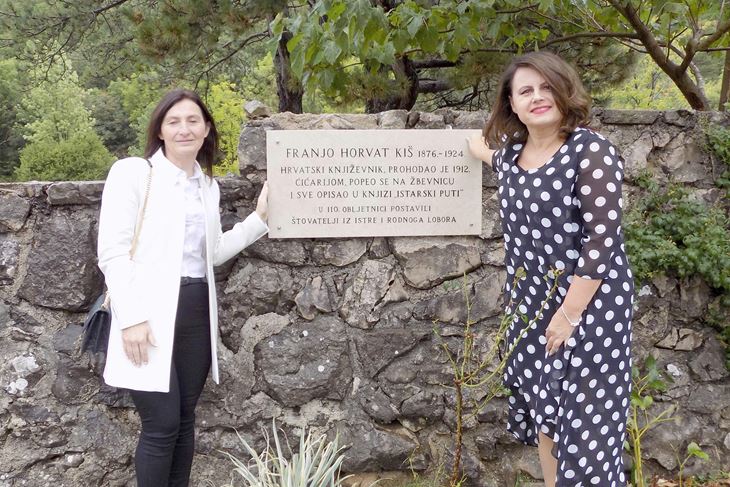 FRANJO HORVAT KIŠ 1876.-1924
HRVATSKI KNJIŽEVNIK, PROHODAO JE 1912.
ĆIĆARIJOM, POPEO SE NA ŽBEVNICU
I SVE OPISAO U KNJIZI „ISTARSKI PUTI"
U 110. OBLJETNICI POSTAVILI
ŠTOVATELJI IZ ISTRE I RODNOGA LOBORA